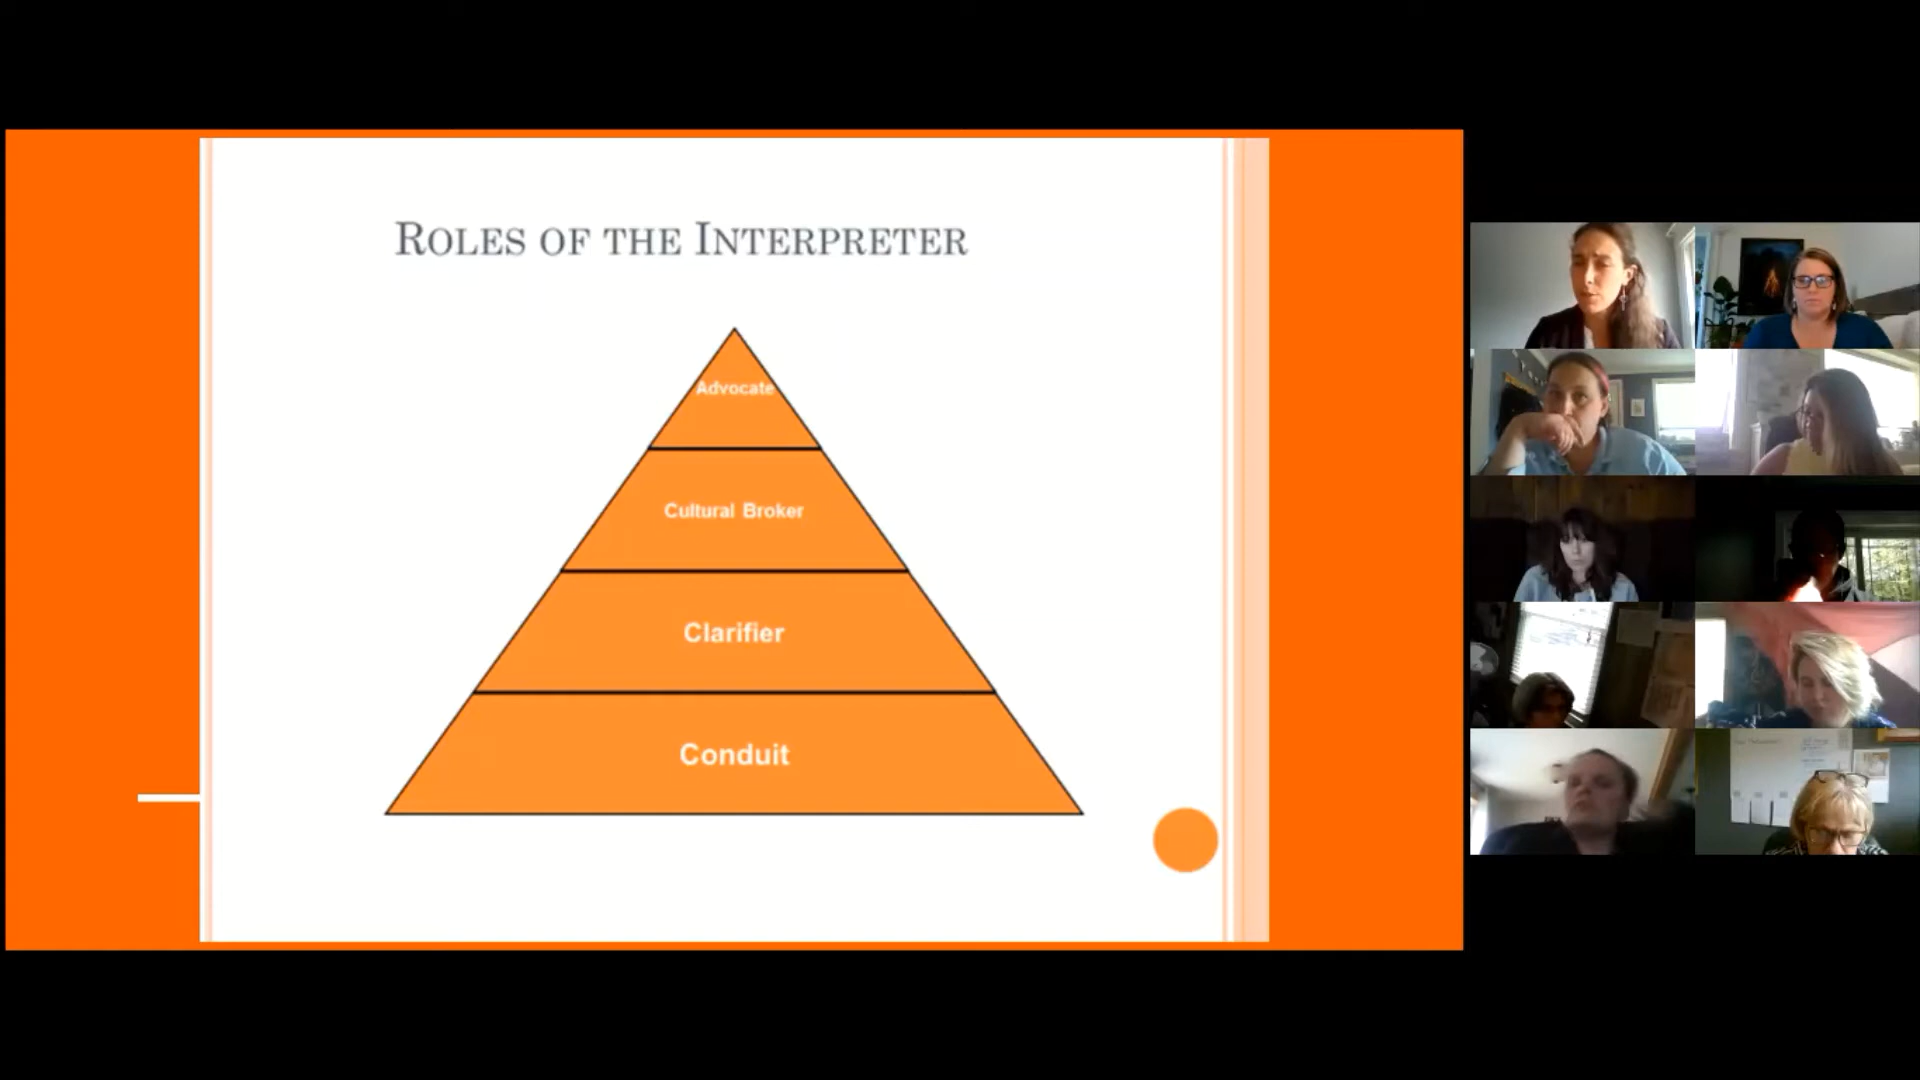 ROLES OF THE INTERPRETER
Advocate
Cultural Broker
Clarifier
Conduit